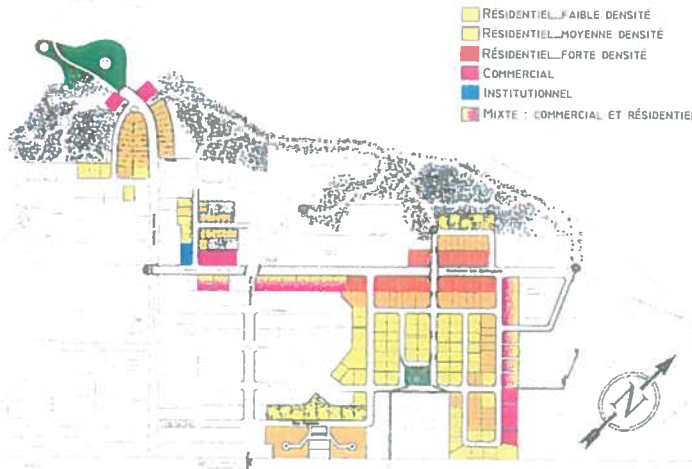 RÉSIDENTIEL_FAIBLE DENSITÉ
RÉSIDENTIEL_MOYENNE DENSITÉ
RÉSIDENTIEL_FORTE DENSITÉ
COMMERCIAL
INSTITUTIONNEL
MIXTE : COMMERCIAL ET RÉSIDENTIEL
N